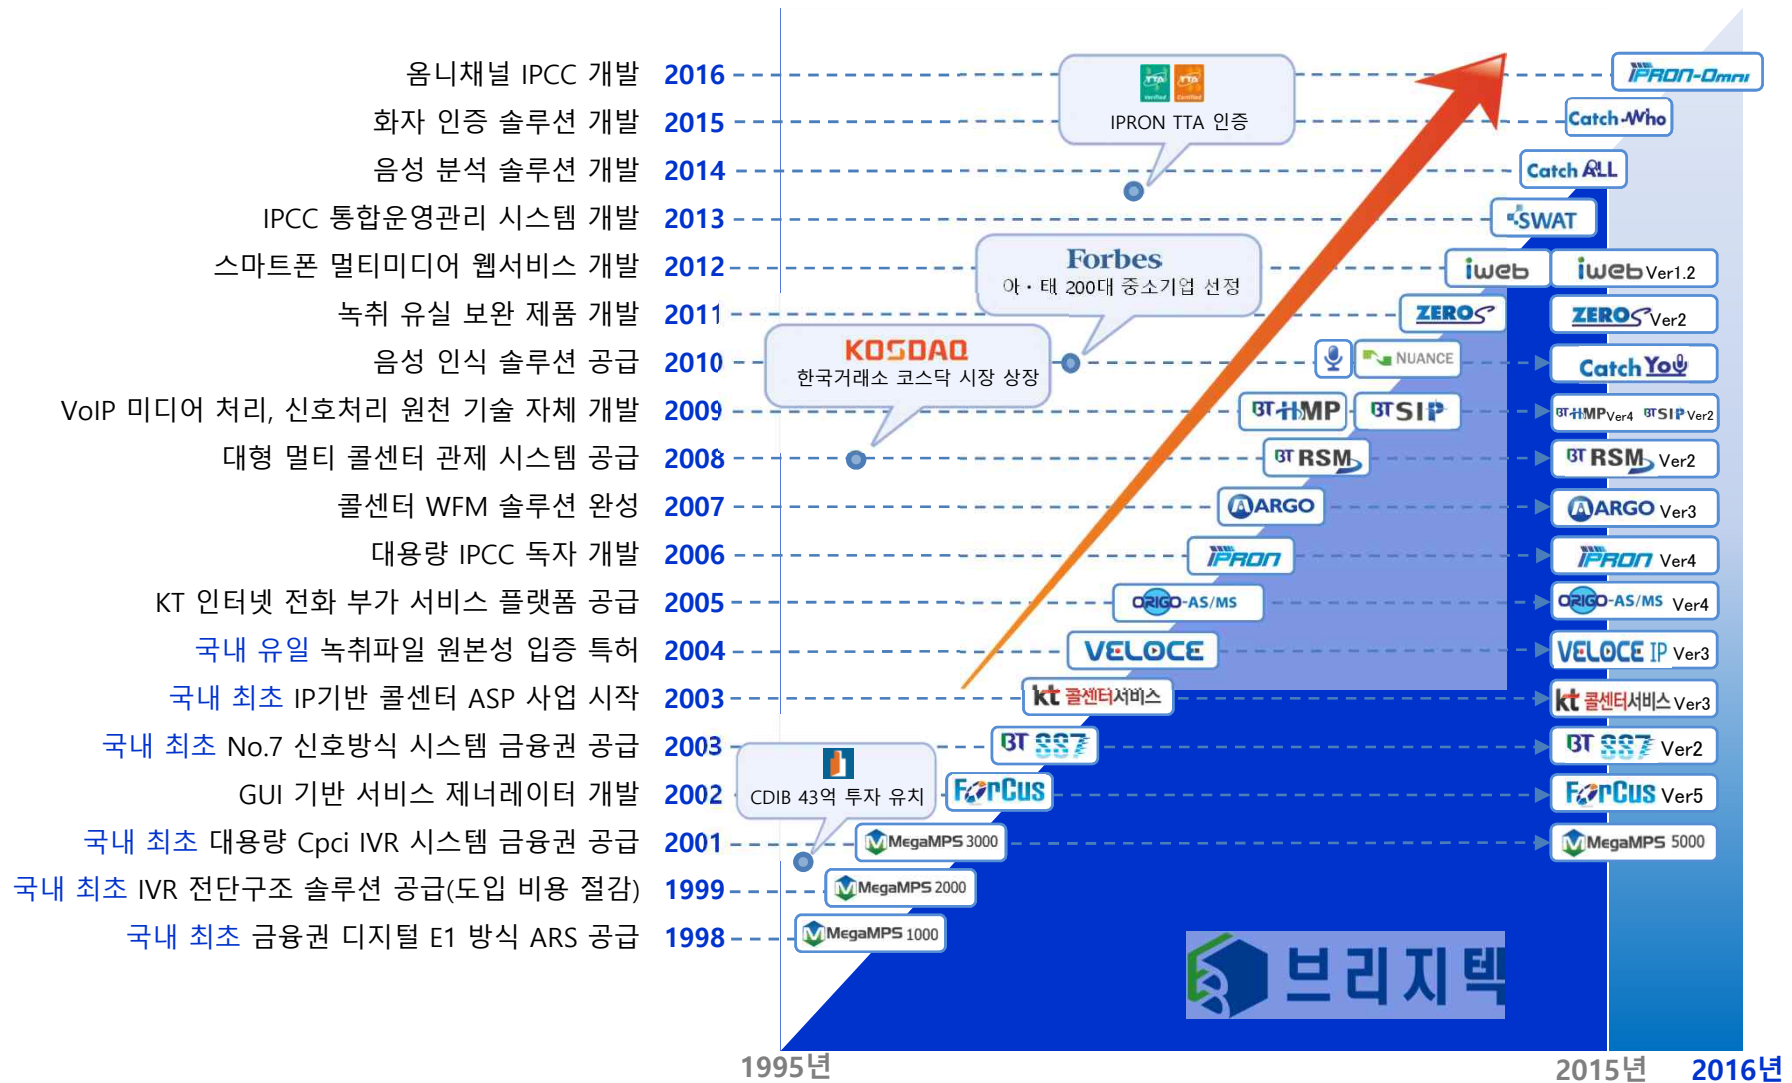 옴니채널 IPCC 개발 2016 IPRON-Omni
TTA Verified TTA Certified
IPRON TTA 인증
화자 인증 솔루션 개발 2015 Catch-Who
음성 분석 솔루션 개발 2014 Catch ALL
IPCC 통합운영관리 시스템 개발 2013 SWAT
스마트폰 멀티미디어 웹서비스 개발 2012 iweb iweb Ver1.2
Forbes
아·태 200대 중소기업 선정
녹취 유실 보완 제품 개발 2011 ZEROS ZEROS Ver2
음성 인식 솔루션 공급 2010 NUANCE Catch You
KOSDAQ
한국거래소 코스닥 시장 상장
VoIP 미디어 처리, 신호처리 원천 기술 자체 개발 2009 BT-HMP BT SIP BT-HMP Ver4 BT SIP Ver2
대형 멀티 콜센터 관제 시스템 공급 2008 BT RSM BT RSM Ver2
콜센터 WFM 솔루션 완성 2007 ARGO ARGO Ver3
대용량 IPCC 독자 개발 2006 IPRON IPRON Ver4
KT 인터넷 전화 부가 서비스 플랫폼 공급 2005 ORIGO-AS/MS ORIGO-AS/MS Ver4
국내 유일 녹취파일 원본성 입증 특허 2004 VELOCE VELOCE IP Ver3
국내 최초 IP기반 콜센터 ASP 사업 시작 2003 kt 콜센터서비스 kt 콜센터서비스 Ver3
국내 최초 No.7 신호방식 시스템 금융권 공급 2003 BT SS7 BT SS7 Ver2
GUI 기반 서비스 제너레이터 개발 2002 ForCus ForCus Ver5
CDIB 43억 투자 유치
국내 최초 대용량 Cpci IVR 시스템 금융권 공급 2001 MegaMPS 3000 MegaMPS 5000
국내 최초 IVR 전단구조 솔루션 공급(도입 비용 절감) 1999 MegaMPS 2000
국내 최초 금융권 디지털 E1 방식 ARS 공급 1998 MegaMPS 1000
브리지텍
1995년 2015년 2016년